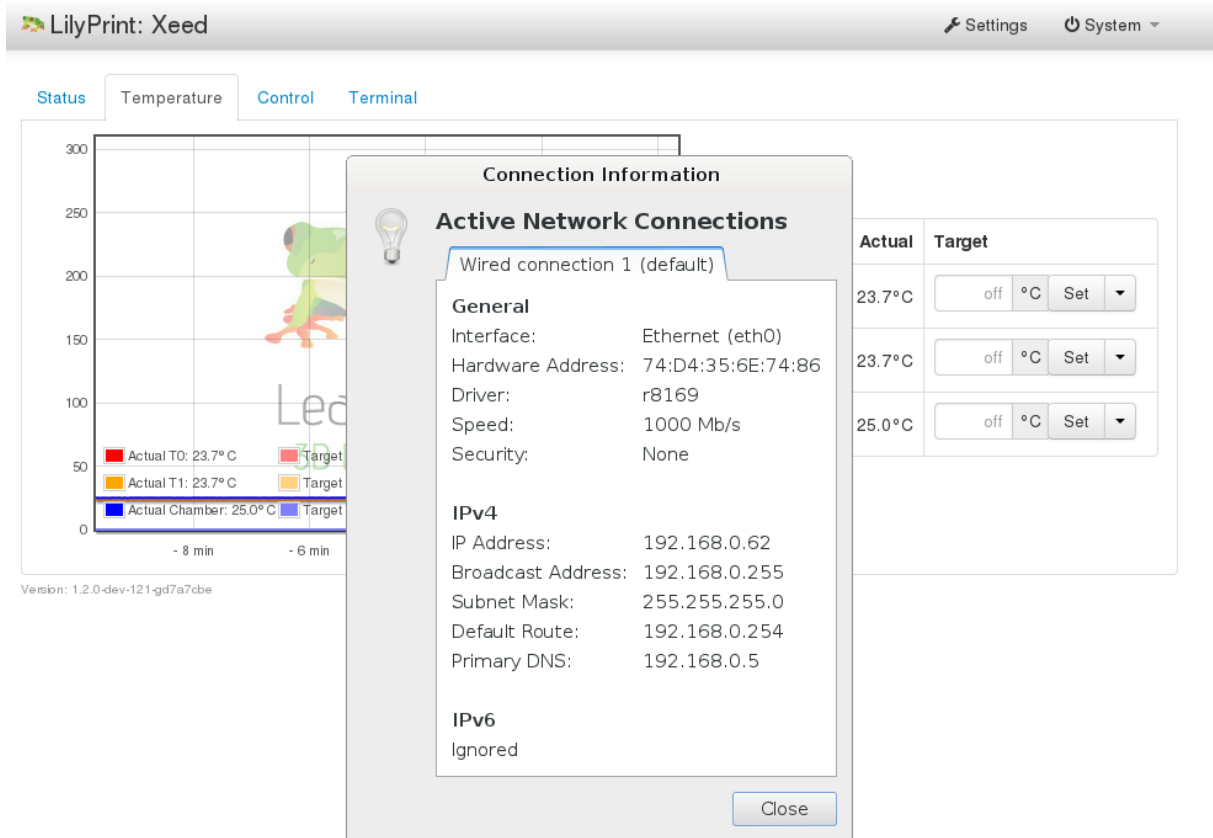 LilyPrint: Xeed
Settings
System
Status
Temperature
Control
Terminal
300
250
200
150
100
50
0
Actual T0: 23.7° C
Target
Actual T1: 23.7° C
Target
Actual Chamber: 25.0° C
Target
- 8 min
- 6 min
3D
Version: 1.2.0-dev-121-gd7a7cbe
Connection Information
Active Network Connections
Wired connection 1 (default)
General
Interface: Ethernet (eth0)
Hardware Address: 74:D4:35:6E:74:86
Driver: r8169
Speed: 1000 Mb/s
Security: None
IPv4
IP Address: 192.168.0.62
Broadcast Address: 192.168.0.255
Subnet Mask: 255.255.255.0
Default Route: 192.168.0.254
Primary DNS: 192.168.0.5
IPv6
Ignored
Close
Actual Target
23.7°C off °C Set
23.7°C off °C Set
25.0°C off °C Set